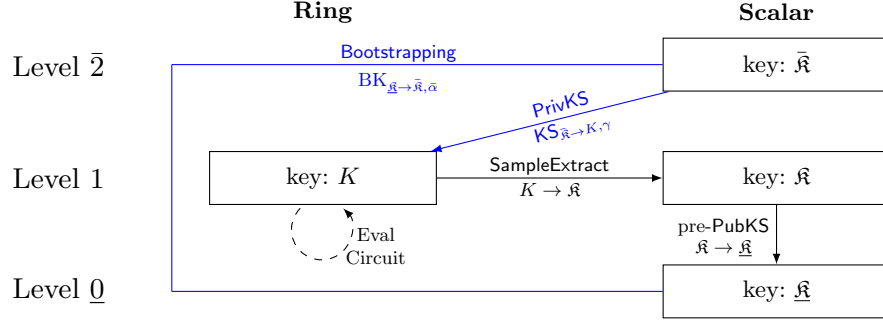 Ring Scalar
Level 2̄ Bootstrapping key: 𝔎̄
BK_{𝔎̲→𝔎̄,ᾱ}
PrivKS
KS_{𝔎̄→K,γ}
Level 1 key: K SampleExtract key: 𝔎
K → 𝔎
Eval
Circuit
pre-PubKS
𝔎 → 𝔎̲
Level 0̲ key: 𝔎̲